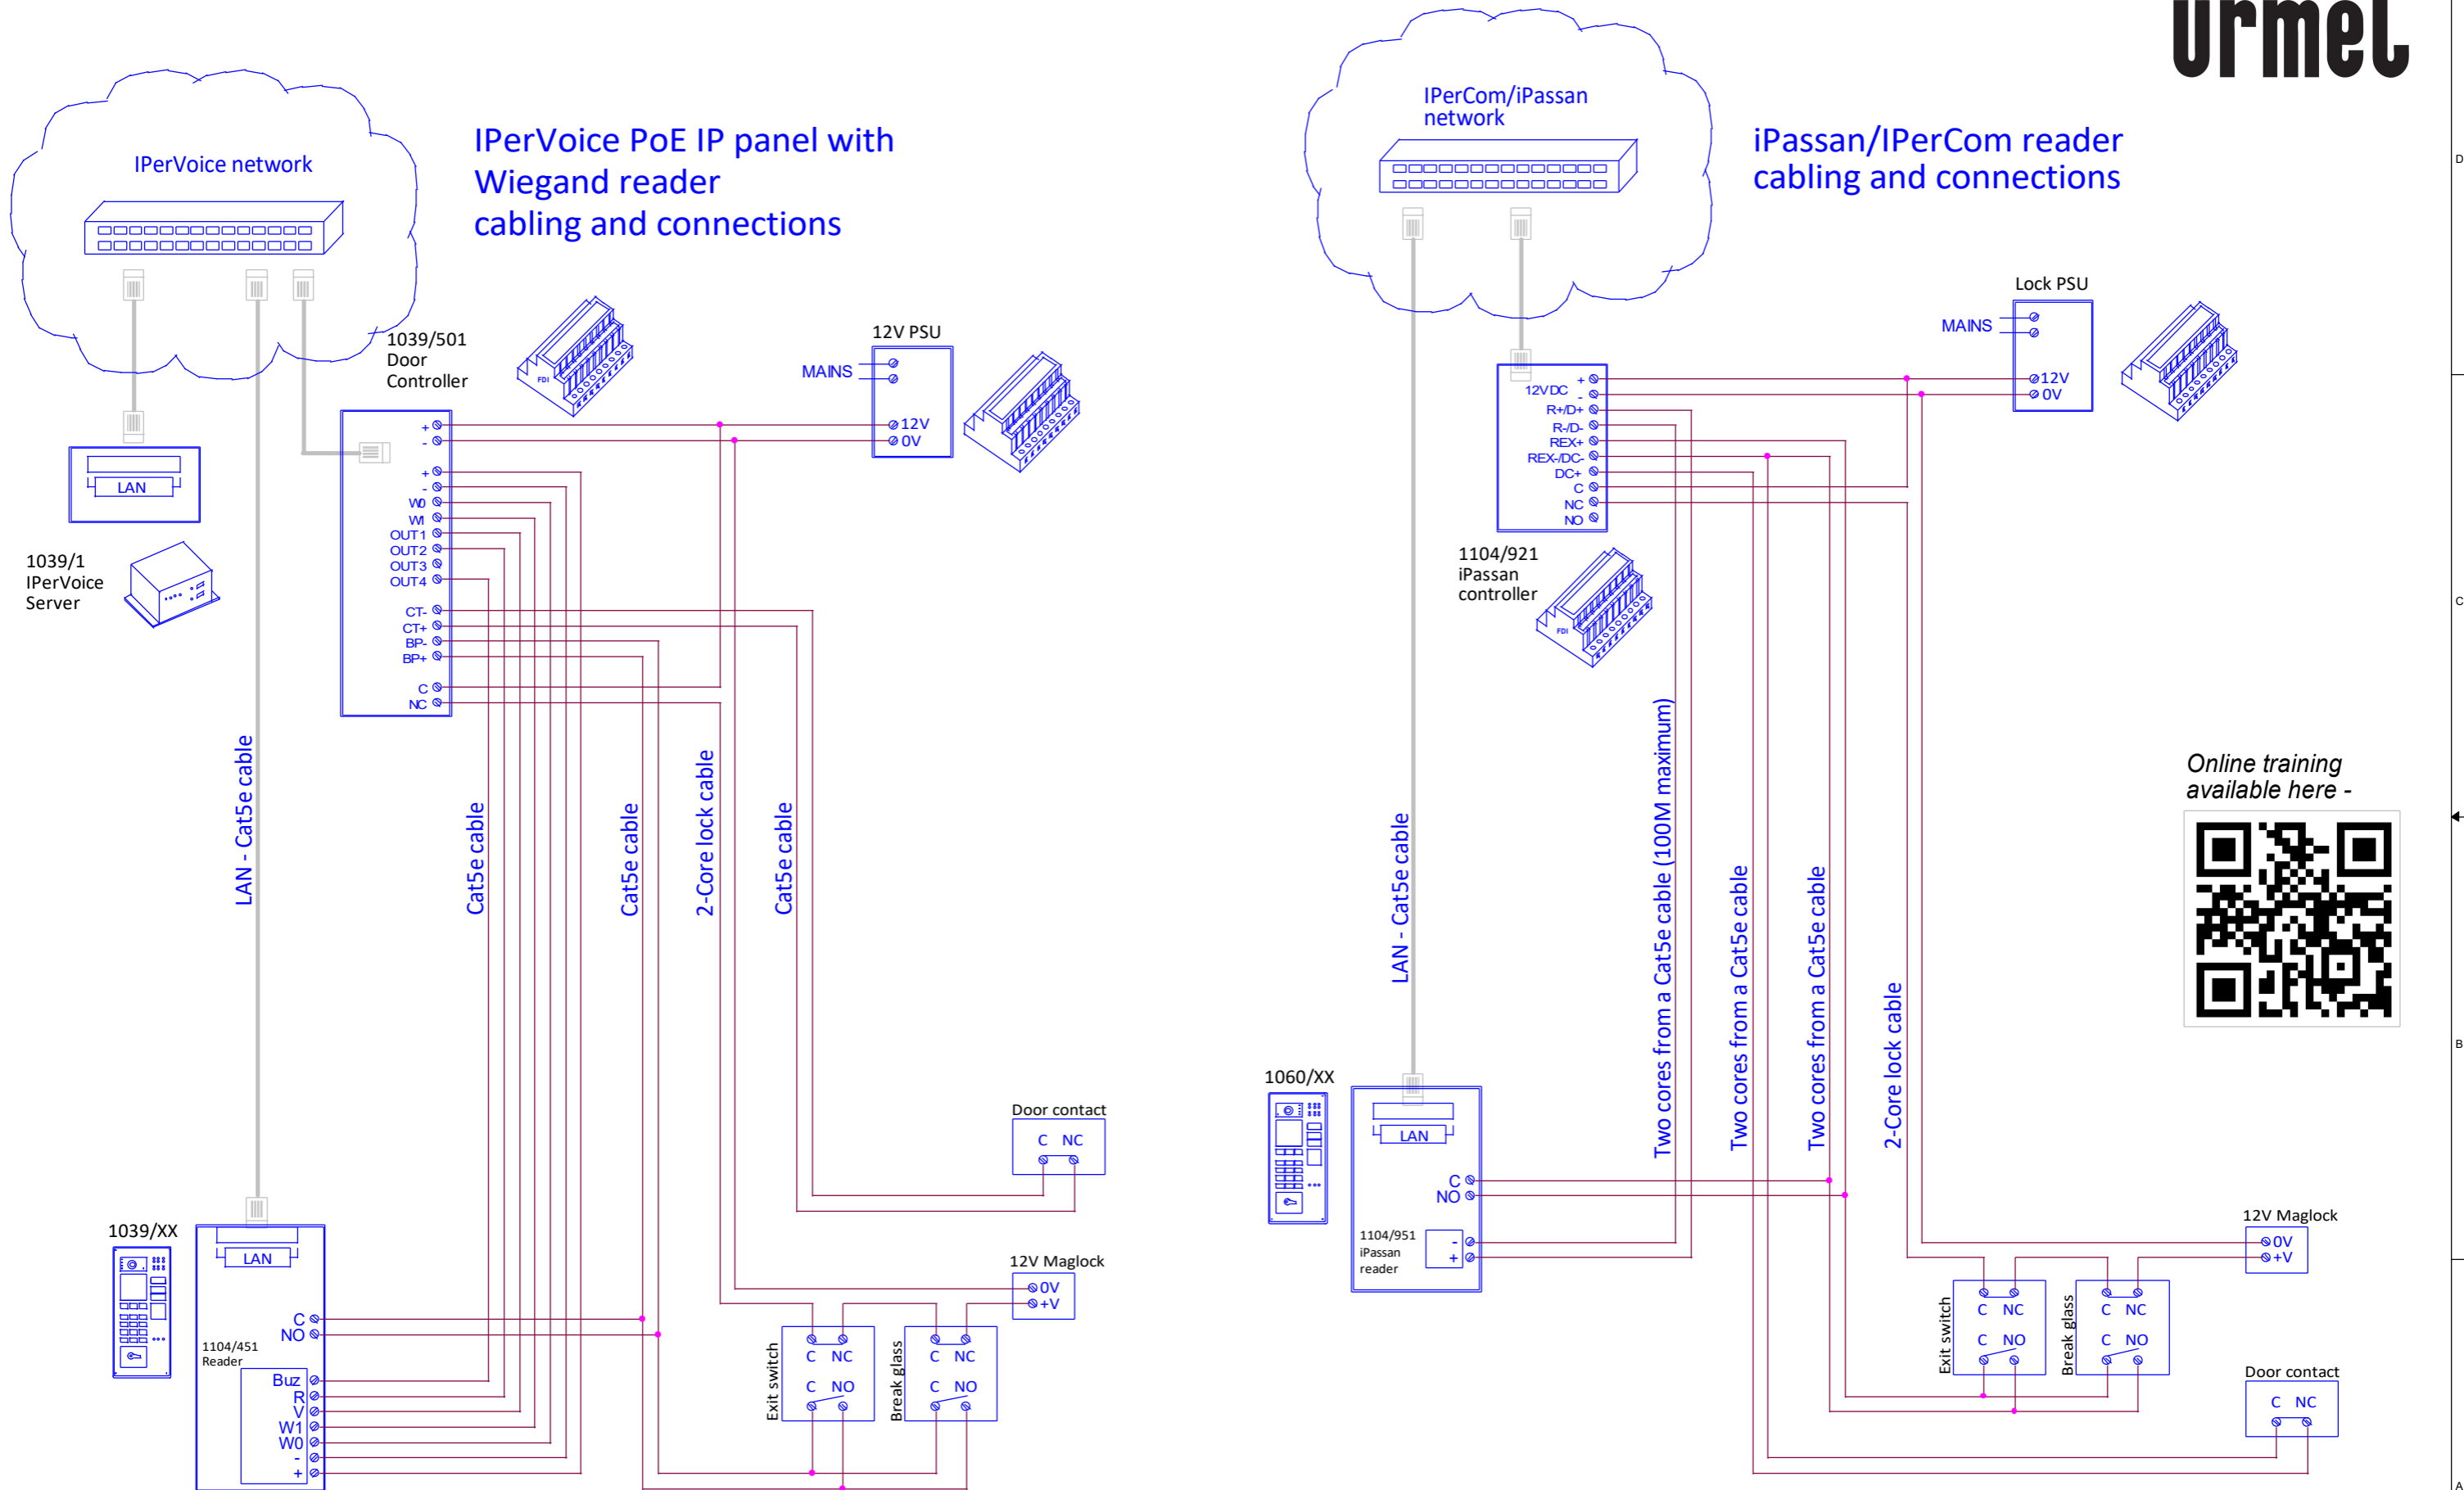 urmet
IPerVoice network
IPerVoice PoE IP panel with
Wiegand reader
cabling and connections
1039/501
Door
Controller
FDI
12V PSU
MAINS
12V
0V
LAN
1039/1
IPerVoice
Server
+
-
+
-
W0
W1
OUT1
OUT2
OUT3
OUT4
CT-
CT+
BP-
BP+
C
NC
LAN - Cat5e cable
Cat5e cable
Cat5e cable
2-Core lock cable
Cat5e cable
Door contact
C NC
12V Maglock
0V
+V
Exit switch
C NC
C NO
Break glass
C NC
C NO
1039/XX
LAN
C
NO
1104/451
Reader
Buz
R
V
W1
W0
-
+
IPerCom/iPassan
network
iPassan/IPerCom reader
cabling and connections
Lock PSU
MAINS
12V
0V
12V DC
+
-
R+/D+
R-/D-
REX+
REX-/DC-
DC+
C
NC
NO
1104/921
iPassan
controller
FDI
LAN - Cat5e cable
Two cores from a Cat5e cable (100M maximum)
Two cores from a Cat5e cable
Two cores from a Cat5e cable
2-Core lock cable
Online training
available here -
1060/XX
LAN
C
NO
1104/951
iPassan
reader
-
+
12V Maglock
0V
+V
Exit switch
C NC
C NO
Break glass
C NC
C NO
Door contact
C NC
D
C
B
A